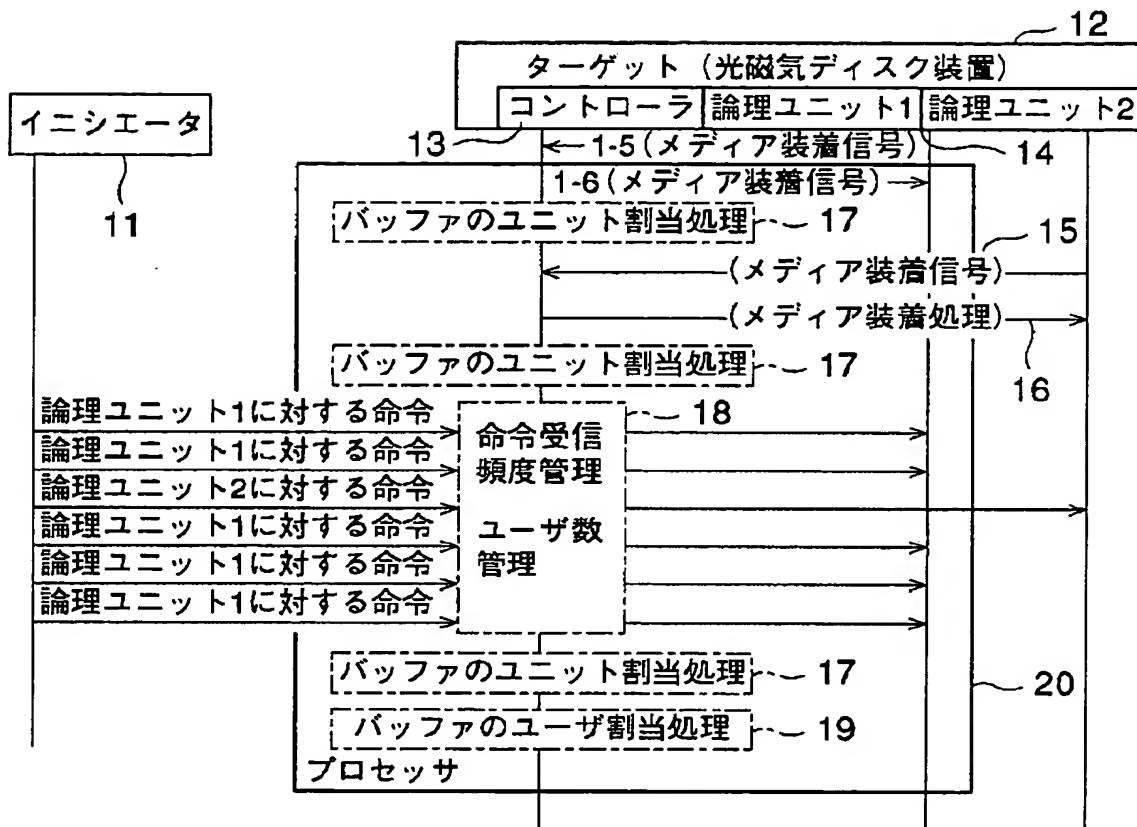 12
ターゲット (光磁気ディスク装置)
イニシエータ
コントローラ
論理ユニット1
論理ユニット2
11
13
14
1-5(メディア装着信号)
1-6(メディア装着信号)
バッファのユニット割当処理
17
15
(メディア装着信号)
(メディア装着処理)
16
バッファのユニット割当処理
17
18
論理ユニット1に対する命令
論理ユニット1に対する命令
論理ユニット2に対する命令
論理ユニット1に対する命令
論理ユニット1に対する命令
論理ユニット1に対する命令
命令受信
頻度管理
ユーザ数
管理
バッファのユニット割当処理
17
20
バッファのユーザ割当処理
19
プロセッサ